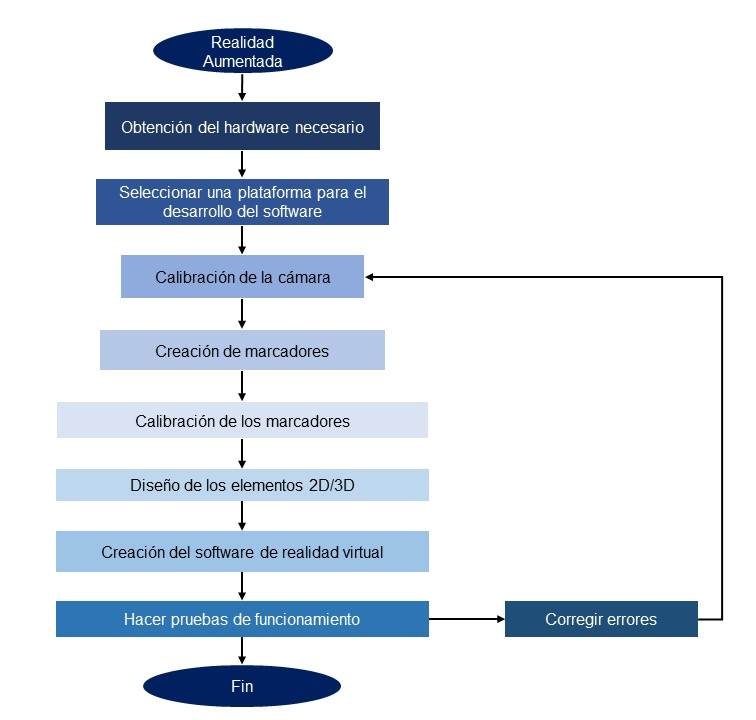 Realidad
Aumentada
Obtención del hardware necesario
Seleccionar una plataforma para el
desarrollo del software
Calibración de la cámara
Creación de marcadores
Calibración de los marcadores
Diseño de los elementos 2D/3D
Creación del software de realidad virtual
Hacer pruebas de funcionamiento
Corregir errores
Fin